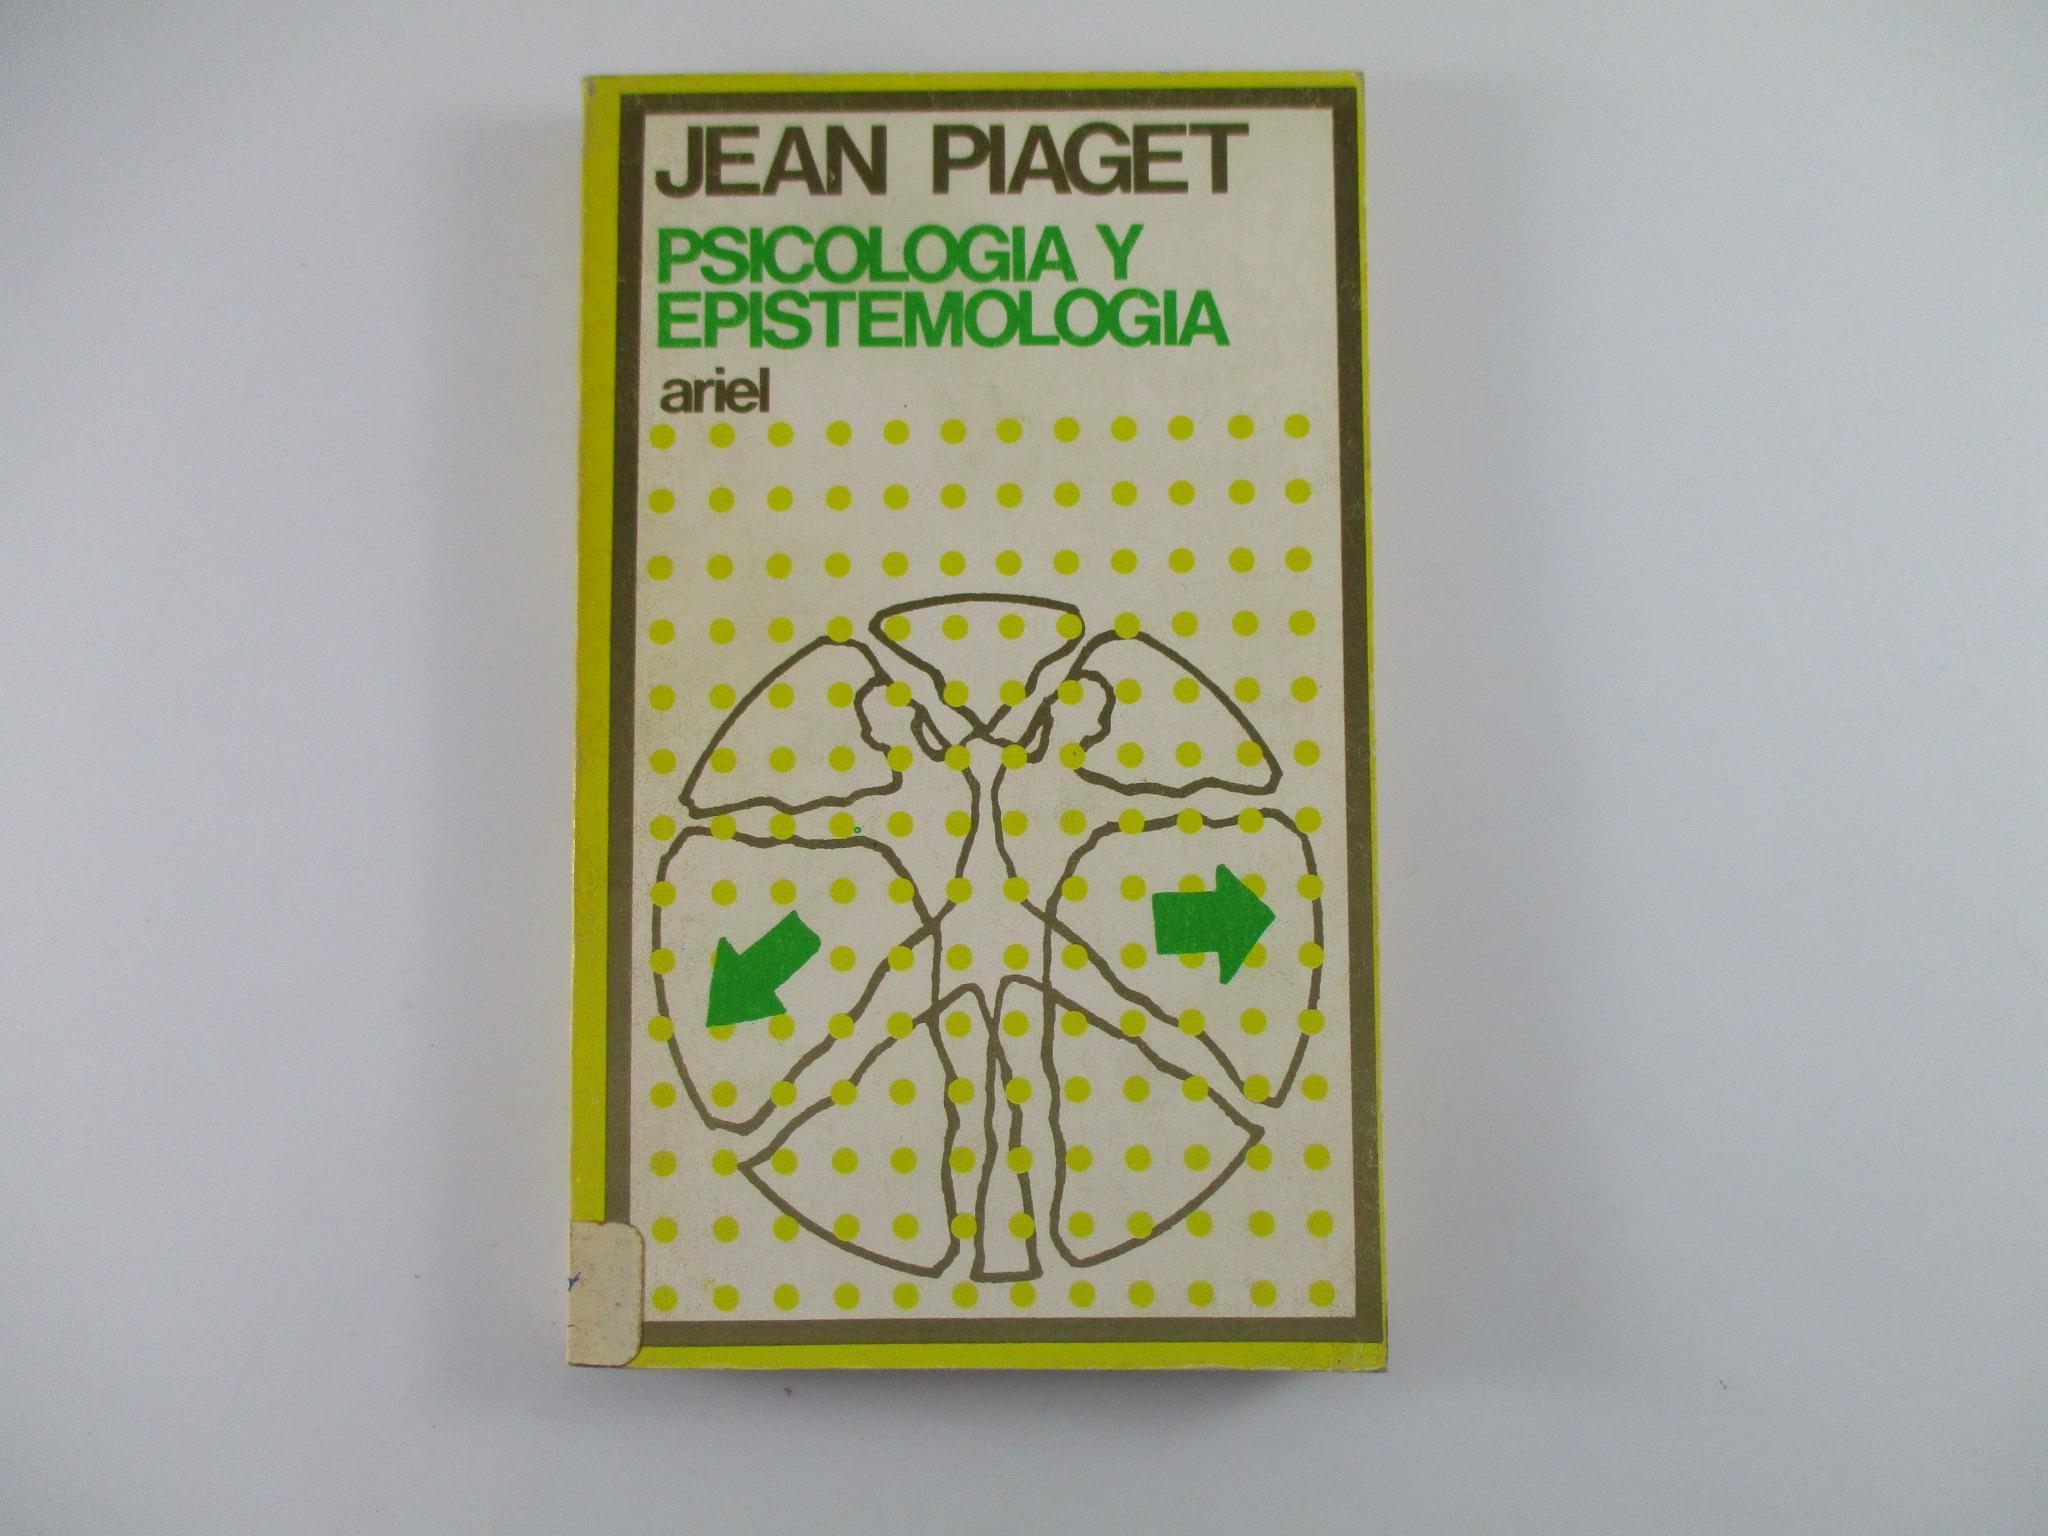 JEAN PIAGET
PSICOLOGIA Y
EPISTEMOLOGIA
ariel